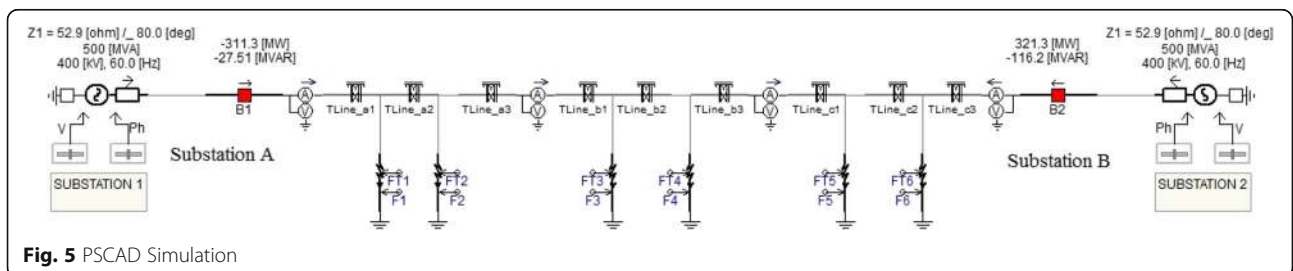 Z1 = 52.9 [ohm] /_ 80.0 [deg]
500 [MVA]
400 [kV], 60.0 [Hz]
-311.3 [MW]
-27.51 [MVAR]
321.3 [MW]
-116.2 [MVAR]
Z1 = 52.9 [ohm] /_ 80.0 [deg]
500 [MVA]
400 [kV], 60.0 [Hz]
B1
A
V
TLine_a1
TLine_a2
TLine_a3
A
V
TLine_b1
TLine_b2
TLine_b3
A
V
TLine_c1
TLine_c2
TLine_c3
A
V
B2
V
Ph
Substation A
SUBSTATION 1
FT1
F1
FT2
F2
FT3
F3
FT4
F4
FT5
F5
FT6
F6
Substation B
Ph
V
SUBSTATION 2
Fig. 5 PSCAD Simulation